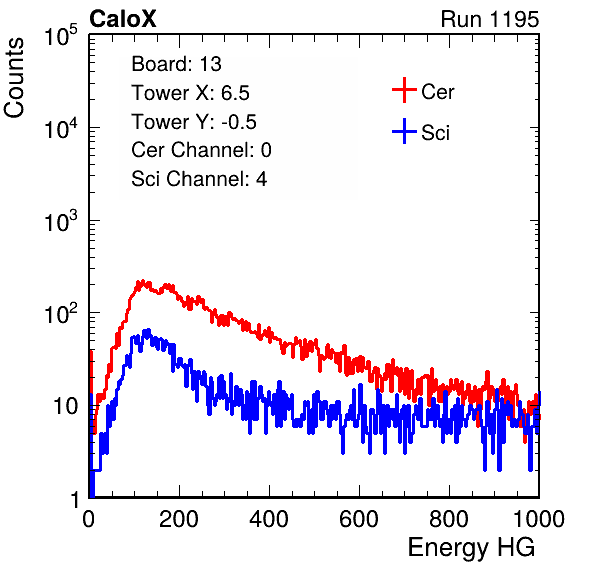 CaloX Run 1195
Counts
10^5
10^4
10^3
10^2
10
1
Board: 13
Tower X: 6.5
Tower Y: -0.5
Cer Channel: 0
Sci Channel: 4
Cer
Sci
0 200 400 600 800 1000
Energy HG